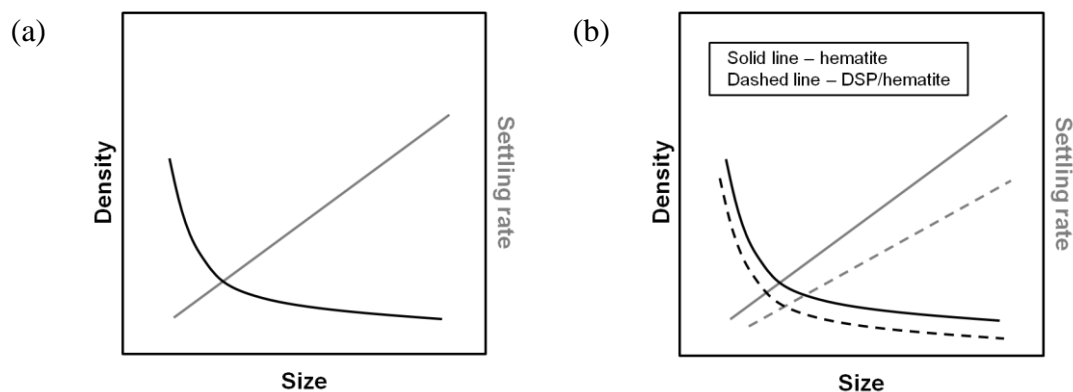 (a)
Density
Settling rate
Size
(b)
Solid line – hematite
Dashed line – DSP/hematite
Density
Settling rate
Size